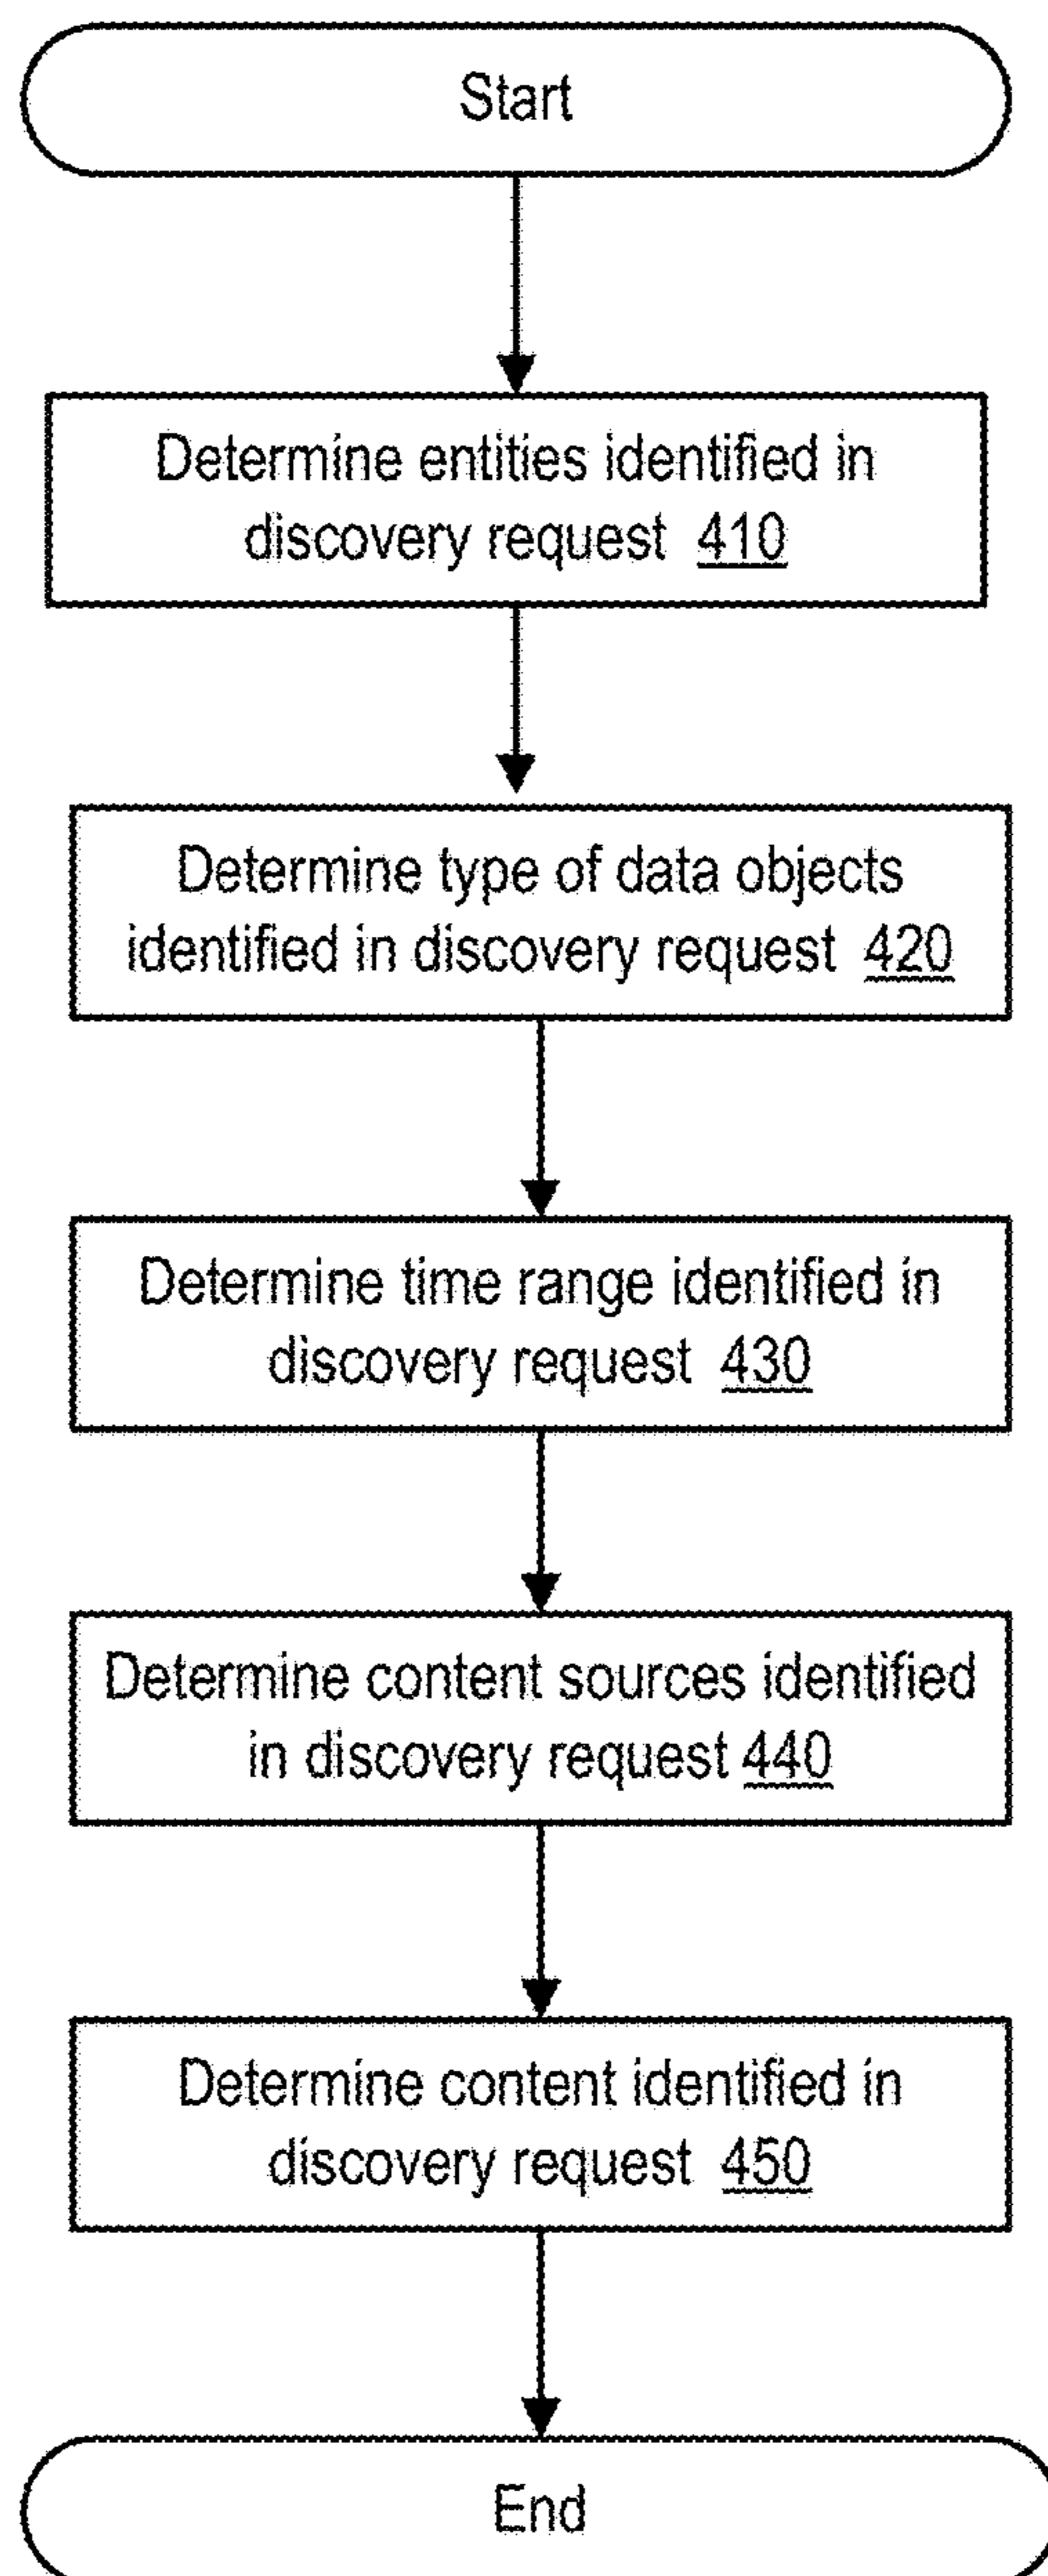 Start
Determine entities identified in
discovery request 410
Determine type of data objects
identified in discovery request 420
Determine time range identified in
discovery request 430
Determine content sources identified
in discovery request 440
Determine content identified in
discovery request 450
End